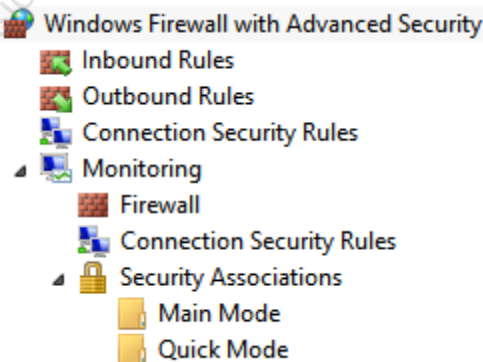 Windows Firewall with Advanced Security
Inbound Rules
Outbound Rules
Connection Security Rules
Monitoring
Firewall
Connection Security Rules
Security Associations
Main Mode
Quick Mode